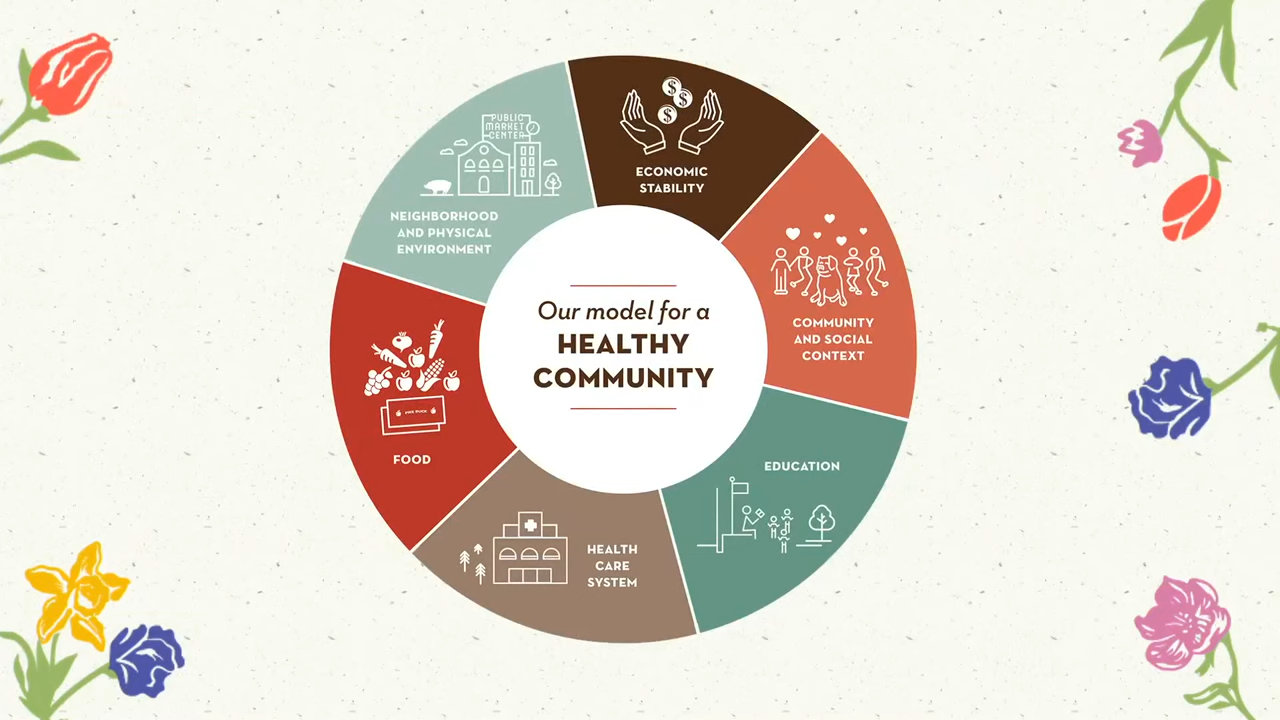 Our model for a
HEALTHY
COMMUNITY
$
$
$
ECONOMIC
STABILITY
COMMUNITY
AND SOCIAL
CONTEXT
EDUCATION
HEALTH
CARE
SYSTEM
FOOD
PUBLIC
MARKET
CENTER
NEIGHBORHOOD
AND PHYSICAL
ENVIRONMENT